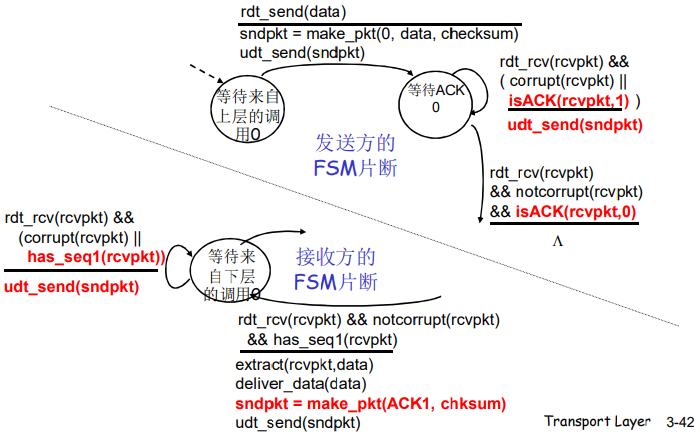 rdt_send(data)
sndpkt = make_pkt(0, data, checksum)
udt_send(sndpkt)
等待来自
上层的调
用0
等待ACK
0
rdt_rcv(rcvpkt) &&
( corrupt(rcvpkt) ||
isACK(rcvpkt,1) )
udt_send(sndpkt)
发送方的
FSM片断
rdt_rcv(rcvpkt)
&& notcorrupt(rcvpkt)
&& isACK(rcvpkt,0)
Λ
rdt_rcv(rcvpkt) &&
(corrupt(rcvpkt) ||
has_seq1(rcvpkt))
udt_send(sndpkt)
等待来
自下层
的调用0
接收方的
FSM片断
rdt_rcv(rcvpkt) && notcorrupt(rcvpkt)
&& has_seq1(rcvpkt)
extract(rcvpkt,data)
deliver_data(data)
sndpkt = make_pkt(ACK1, chksum)
udt_send(sndpkt)
Transport Layer 3-42